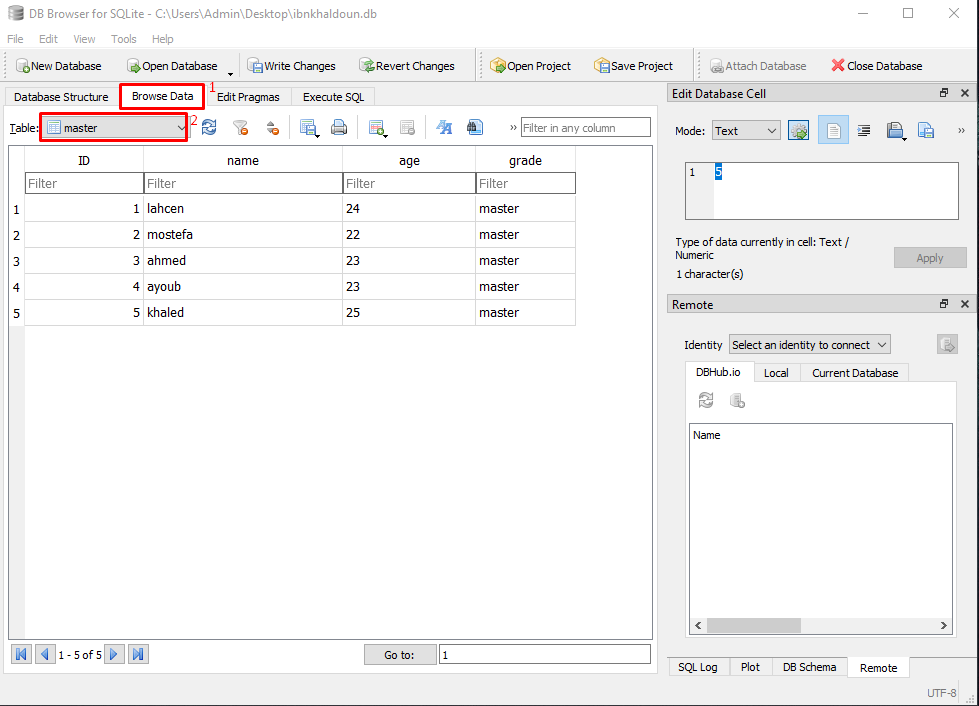 DB Browser for SQLite - C:\Users\Admin\Desktop\ibnkhaldoun.db
File Edit View Tools Help
New Database Open Database Write Changes Revert Changes Open Project Save Project Attach Database Close Database
Database Structure Browse Data 1 Edit Pragmas Execute SQL
Table: master 2 » Filter in any column
ID name age grade
Filter Filter Filter Filter
1 1 lahcen 24 master
2 2 mostefa 22 master
3 3 ahmed 23 master
4 4 ayoub 23 master
5 5 khaled 25 master
1 - 5 of 5 Go to: 1
Edit Database Cell
Mode: Text »
1 5
Type of data currently in cell: Text /
Numeric
1 character(s)
Apply
Remote
Identity Select an identity to connect
DBHub.io Local Current Database
Name
SQL Log Plot DB Schema Remote
UTF-8